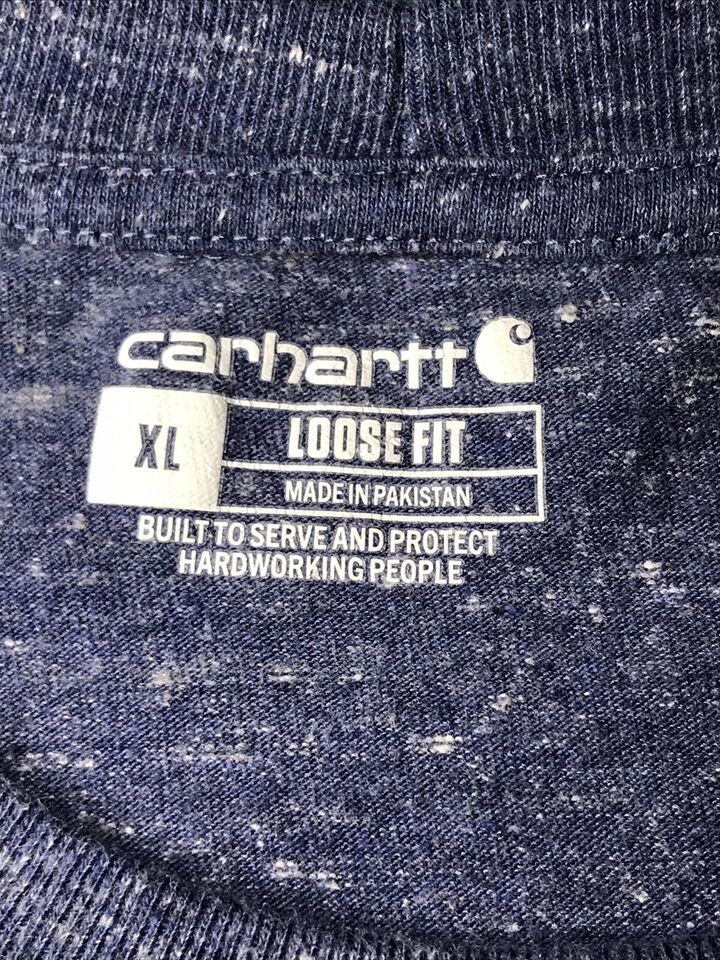 carhartt
XL
LOOSE FIT
MADE IN PAKISTAN
BUILT TO SERVE AND PROTECT
HARDWORKING PEOPLE